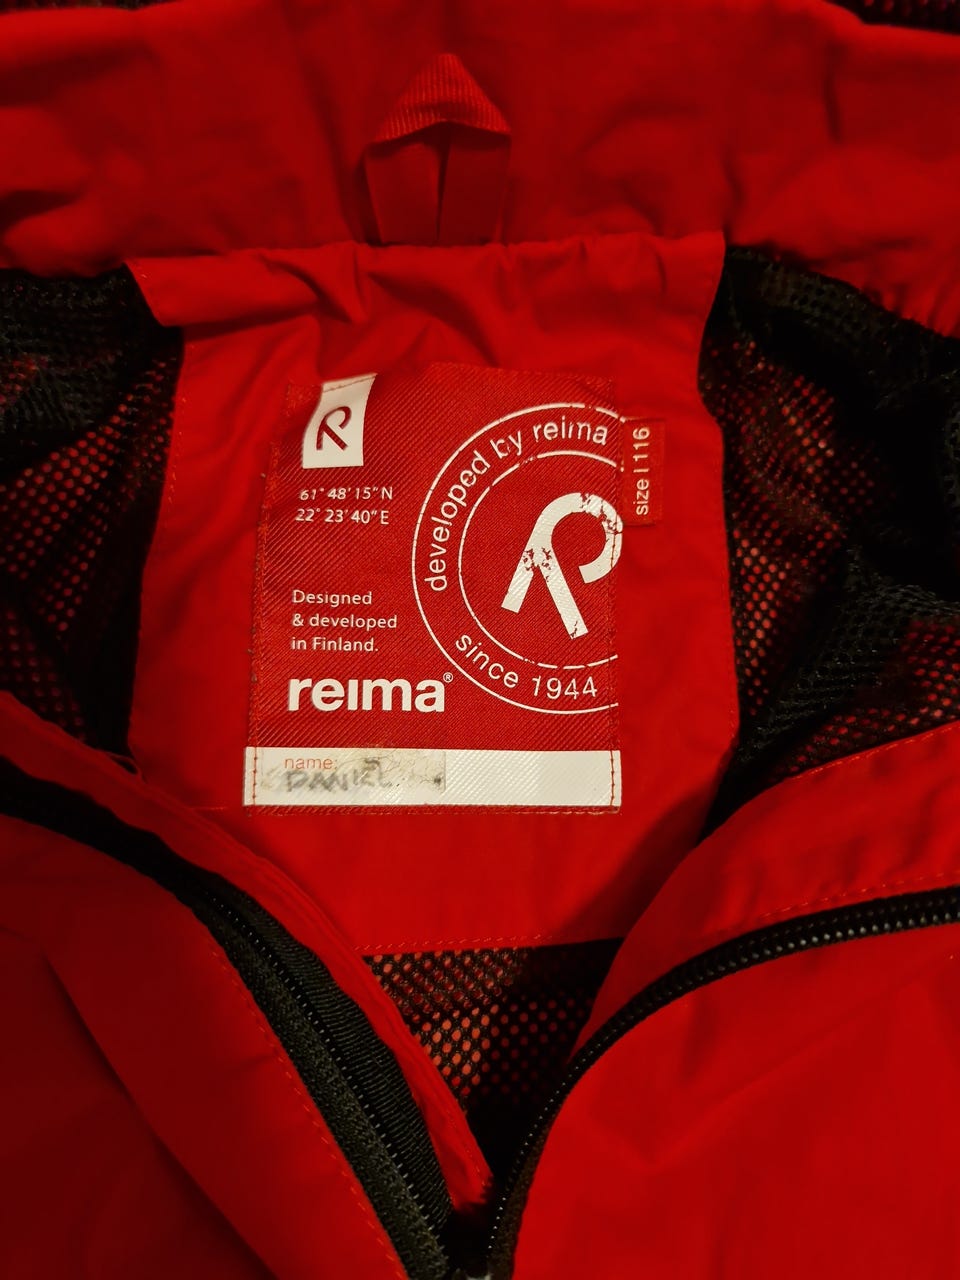 R
61° 48' 15" N
22° 23' 40" E
Designed
& developed
in Finland.
reima®
developed by reima
R
since 1944
size | 116
name:
DANIEL